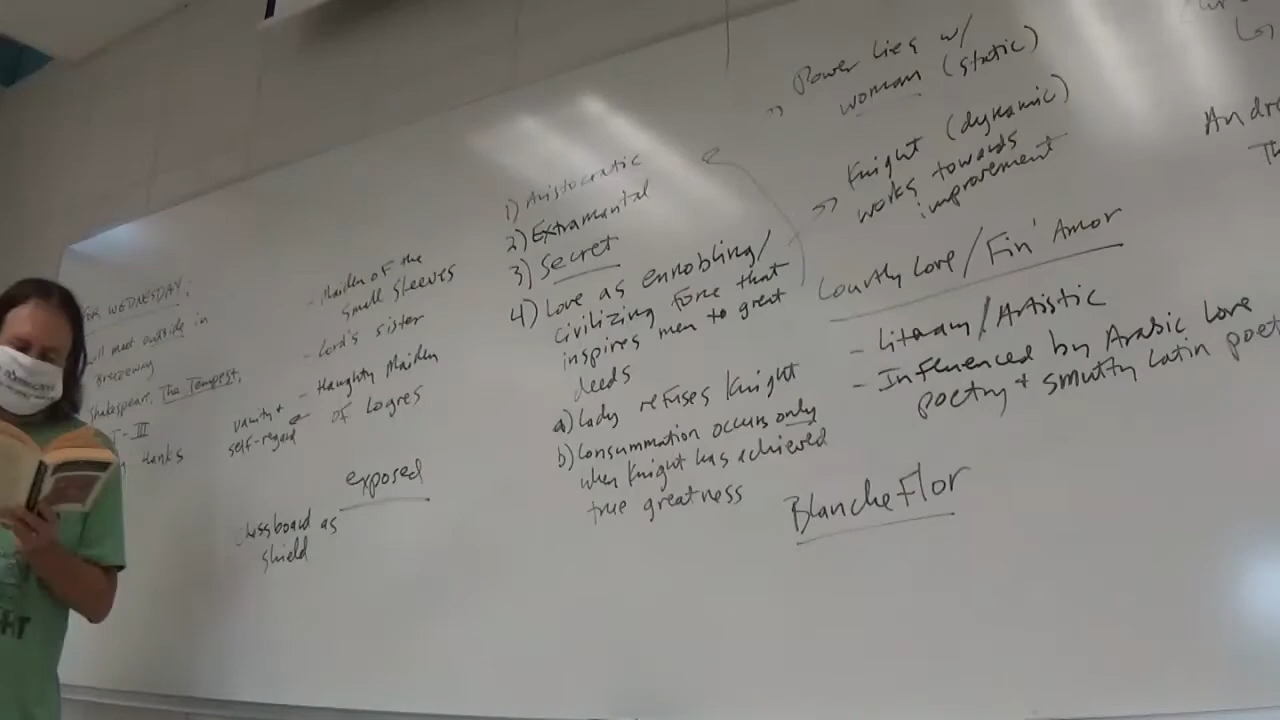 FOR WEDNESDAY:
will meet outside in
Breezeway
Shakespeare, The Tempest,
I-III
thanks
- Maiden of the
Small Sleeves
- Lord's sister
- Haughty Maiden
of Logres
vanity +
self-regard
exposed
chessboard as
shield
1) Aristocratic
2) Extramarital
3) Secret
4) Love as ennobling/
civilizing force that
inspires men to great
deeds
a) Lady refuses Knight
b) Consummation occurs only
when Knight has achieved
true greatness
Power lies w/
woman (static)
Knight (dynamic)
works towards
improvement
Courtly Love/Fin' Amor
- Literary/Artistic
- Influenced by Arabic Love
poetry + smutty Latin poet
BlancheFlor
Andre
Th